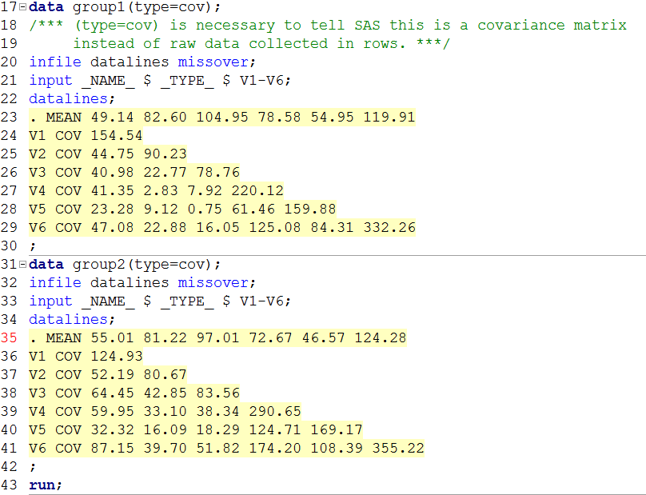 17 data group1(type=cov);
18 /*** (type=cov) is necessary to tell SAS this is a covariance matrix
19 instead of raw data collected in rows. ***/
20 infile datalines missover;
21 input _NAME_ $ _TYPE_ $ V1-V6;
22 datalines;
23 . MEAN 49.14 82.60 104.95 78.58 54.95 119.91
24 V1 COV 154.54
25 V2 COV 44.75 90.23
26 V3 COV 40.98 22.77 78.76
27 V4 COV 41.35 2.83 7.92 220.12
28 V5 COV 23.28 9.12 0.75 61.46 159.88
29 V6 COV 47.08 22.88 16.05 125.08 84.31 332.26
30 ;
31 data group2(type=cov);
32 infile datalines missover;
33 input _NAME_ $ _TYPE_ $ V1-V6;
34 datalines;
35 . MEAN 55.01 81.22 97.01 72.67 46.57 124.28
36 V1 COV 124.93
37 V2 COV 52.19 80.67
38 V3 COV 64.45 42.85 83.56
39 V4 COV 59.95 33.10 38.34 290.65
40 V5 COV 32.32 16.09 18.29 124.71 169.17
41 V6 COV 87.15 39.70 51.82 174.20 108.39 355.22
42 ;
43 run;